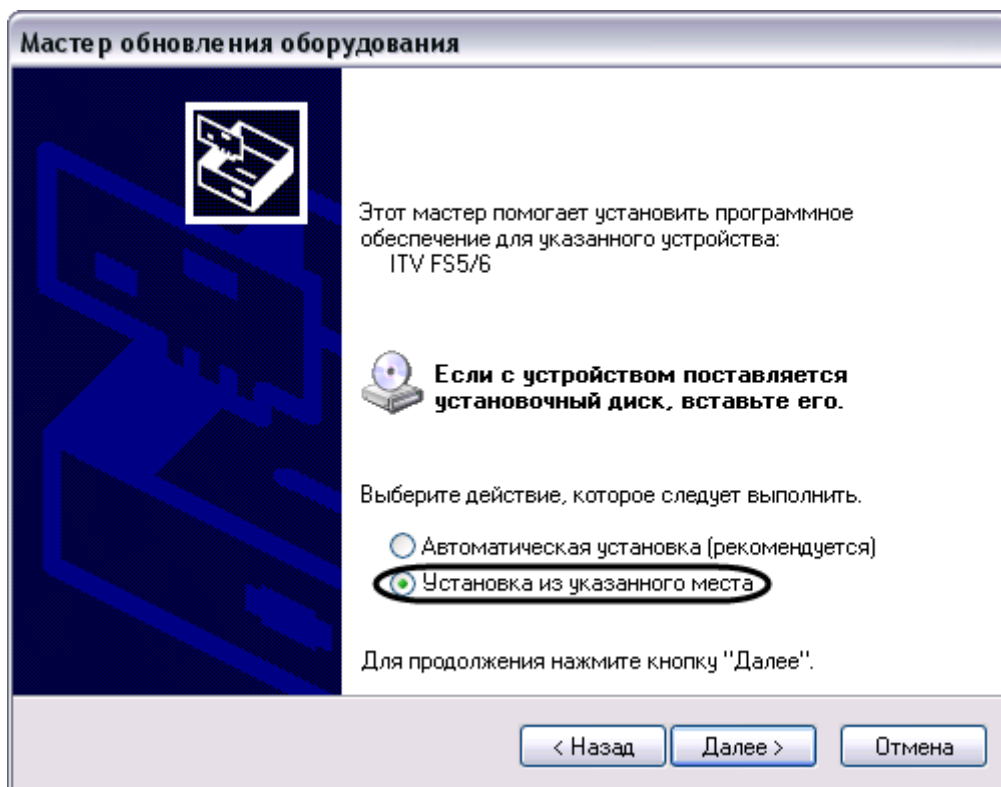 Мастер обновления оборудования
Этот мастер помогает установить программное
обеспечение для указанного устройства:
ITV FS5/6
Если с устройством поставляется
установочный диск, вставьте его.
Выберите действие, которое следует выполнить.
Автоматическая установка (рекомендуется)
Установка из указанного места
Для продолжения нажмите кнопку "Далее".
< Назад
Далее >
Отмена